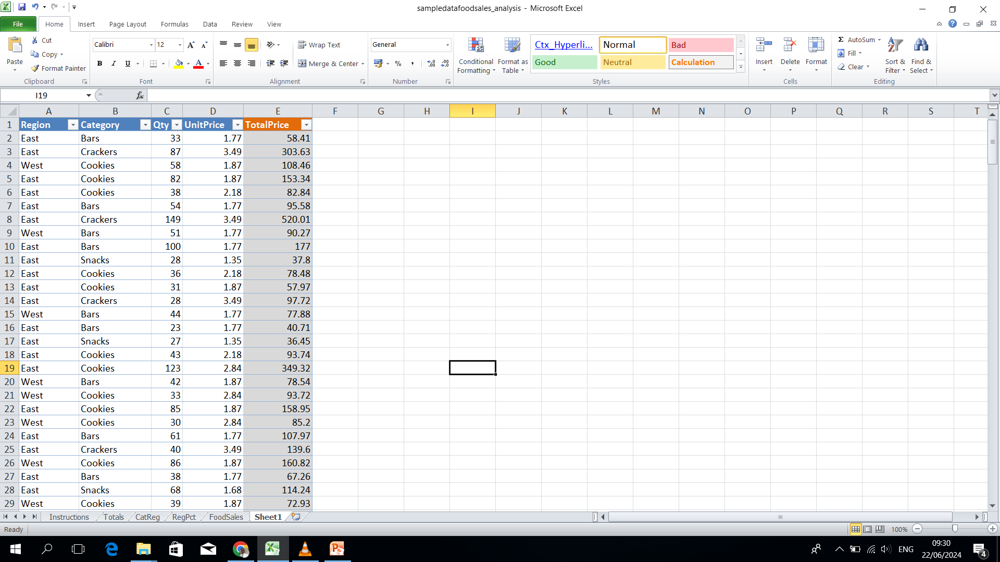 sampledatafoodsales_analysis - Microsoft Excel
File Home Insert Page Layout Formulas Data Review View
Paste
Cut
Copy
Format Painter
Clipboard
Calibri 12
B I U
Font
Wrap Text
Merge & Center
Alignment
General
% ,
Number
Conditional Formatting
Format as Table
Ctx_Hyperli... Normal Bad
Good Neutral Calculation
Styles
Insert Delete Format
Cells
Σ AutoSum
Fill
Clear
Sort & Filter
Find & Select
Editing
I19 fx
A B C D E F G H I J K L M N O P Q R S T
1 Region Category Qty UnitPrice TotalPrice
2 East Bars 33 1.77 58.41
3 East Crackers 87 3.49 303.63
4 West Cookies 58 1.87 108.46
5 East Cookies 82 1.87 153.34
6 East Cookies 38 2.18 82.84
7 East Bars 54 1.77 95.58
8 East Crackers 149 3.49 520.01
9 West Bars 51 1.77 90.27
10 East Bars 100 1.77 177
11 East Snacks 28 1.35 37.8
12 East Cookies 36 2.18 78.48
13 East Cookies 31 1.87 57.97
14 East Crackers 28 3.49 97.72
15 West Bars 44 1.77 77.88
16 East Bars 23 1.77 40.71
17 East Snacks 27 1.35 36.45
18 East Cookies 43 2.18 93.74
19 East Cookies 123 2.84 349.32
20 West Bars 42 1.87 78.54
21 West Cookies 33 2.84 93.72
22 East Cookies 85 1.87 158.95
23 West Cookies 30 2.84 85.2
24 East Bars 61 1.77 107.97
25 East Crackers 40 3.49 139.6
26 West Cookies 86 1.87 160.82
27 East Bars 38 1.77 67.26
28 East Snacks 68 1.68 114.24
29 West Cookies 39 1.87 72.93
Instructions Totals CatReg RegPct FoodSales Sheet1
Ready 100%
ENG 09:30
22/06/2024 4